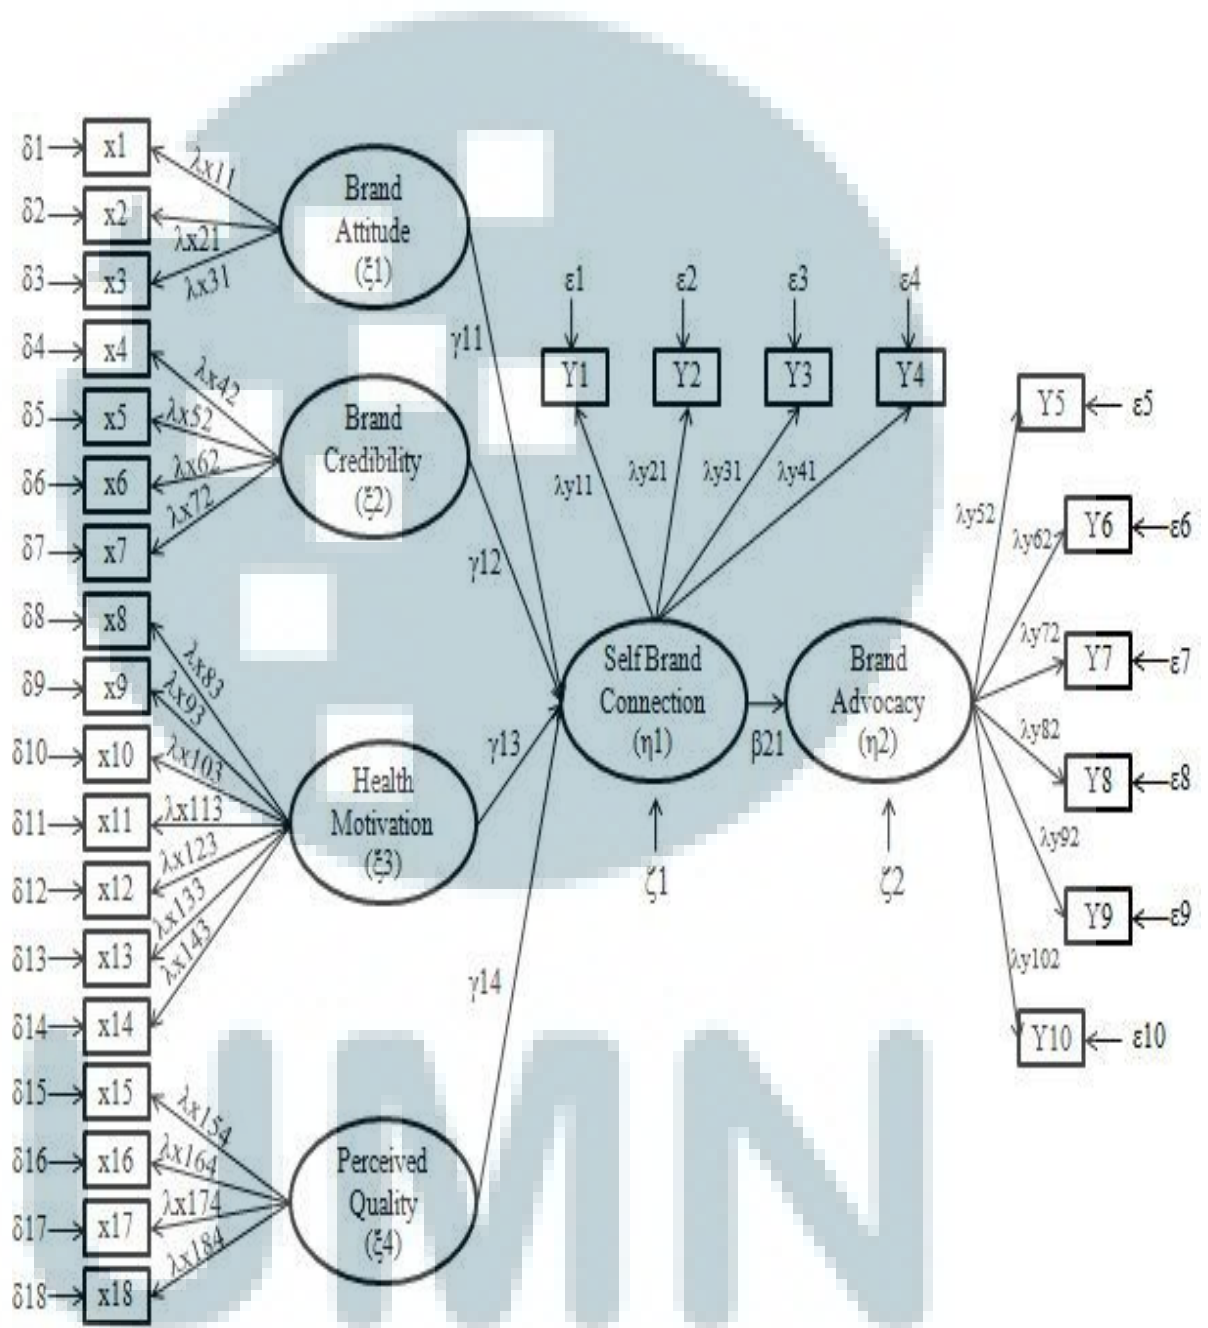 δ1 x1 λx11
δ2 x2 λx21
δ3 x3 λx31
Brand
Attitude
(ξ1)
δ4 x4 λx42
δ5 x5 λx52
δ6 x6 λx62
δ7 x7 λx72
Brand
Credibility
(ξ2)
δ8 x8 λx83
δ9 x9 λx93
δ10 x10 λx103
δ11 x11 λx113
δ12 x12 λx123
δ13 x13 λx133
δ14 x14 λx143
Health
Motivation
(ξ3)
δ15 x15 λx154
δ16 x16 λx164
δ17 x17 λx174
δ18 x18 λx184
Perceived
Quality
(ξ4)
γ11
γ12
γ13
γ14
ε1 ε2 ε3 ε4
Y1 Y2 Y3 Y4
λy11 λy21 λy31 λy41
Self Brand
Connection
(η1)
ζ1
β21
Brand
Advocacy
(η2)
ζ2
λy52 Y5 ε5
λy62 Y6 ε6
λy72 Y7 ε7
λy82 Y8 ε8
λy92 Y9 ε9
λy102 Y10 ε10
UMN